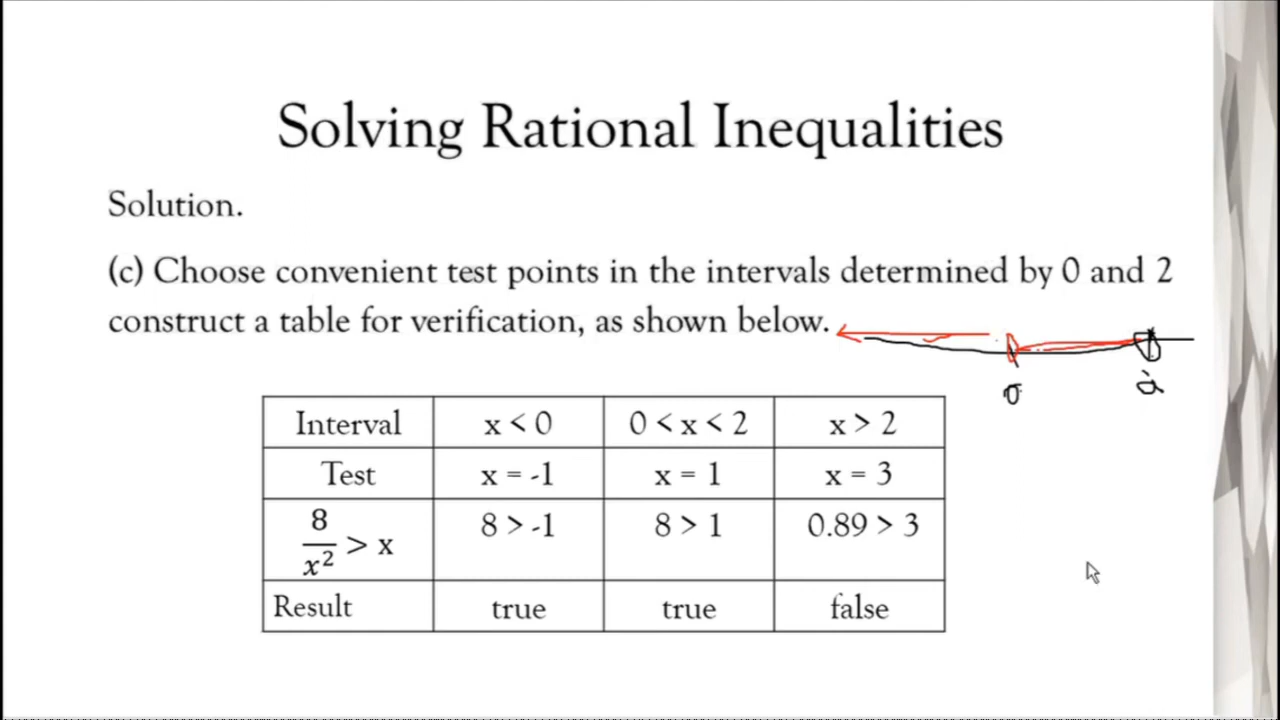 Solving Rational Inequalities
Solution.
(c) Choose convenient test points in the intervals determined by 0 and 2
construct a table for verification, as shown below.
0
2
Interval x < 0 0 < x < 2 x > 2
Test x = -1 x = 1 x = 3
8/x² > x 8 > -1 8 > 1 0.89 > 3
Result true true false